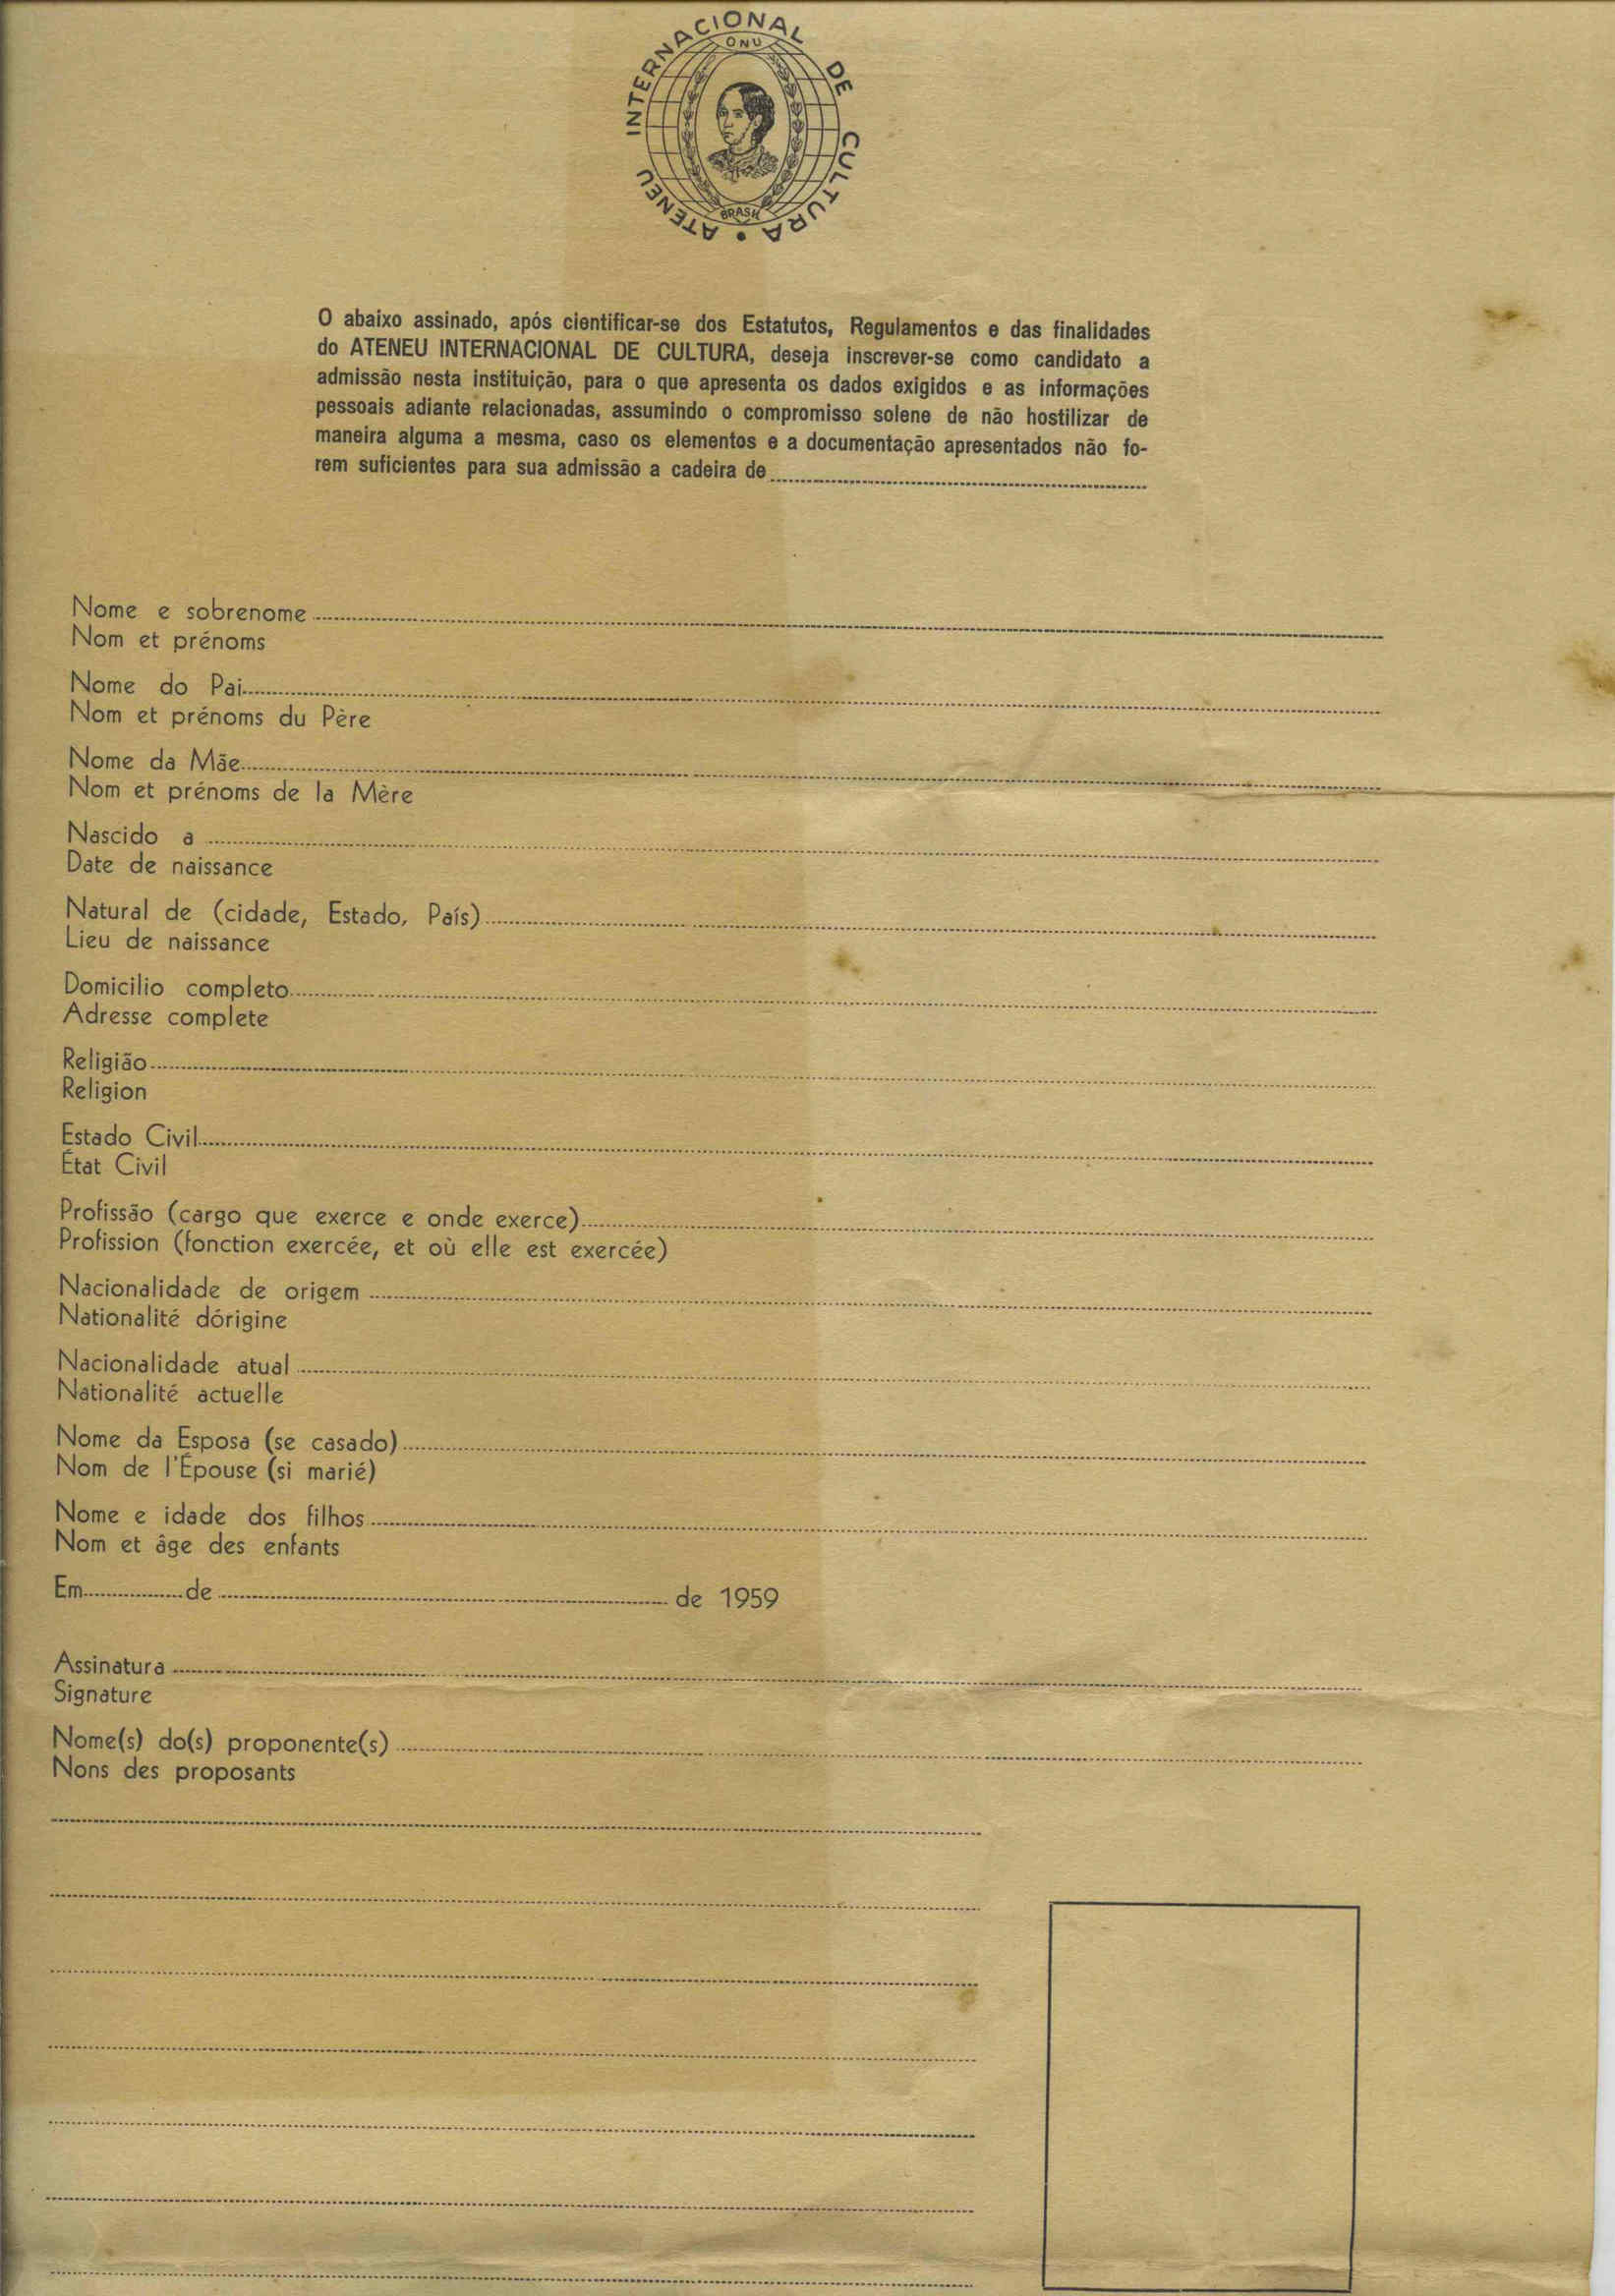 ATENEU INTERNACIONAL DE CULTURA
ONU
BRASIL
O abaixo assinado, após cientificar-se dos Estatutos, Regulamentos e das finalidades
do ATENEU INTERNACIONAL DE CULTURA, deseja inscrever-se como candidato a
admissão nesta instituição, para o que apresenta os dados exigidos e as informações
pessoais adiante relacionadas, assumindo o compromisso solene de não hostilizar de
maneira alguma a mesma, caso os elementos e a documentação apresentados não fo-
rem suficientes para sua admissão a cadeira de
Nome e sobrenome
Nom et prénoms
Nome do Pai
Nom et prénoms du Père
Nome da Mãe
Nom et prénoms de la Mère
Nascido a
Date de naissance
Natural de (cidade, Estado, País)
Lieu de naissance
Domicilio completo
Adresse complete
Religião
Religion
Estado Civil
État Civil
Profissão (cargo que exerce e onde exerce)
Profission (fonction exercée, et où elle est exercée)
Nacionalidade de origem
Nationalité dórigine
Nacionalidade atual
Nationalité actuelle
Nome da Esposa (se casado)
Nom de l'Épouse (si marié)
Nome e idade dos filhos
Nom et âge des enfants
Em de de 1959
Assinatura
Signature
Nome(s) do(s) proponente(s)
Nons des proposants